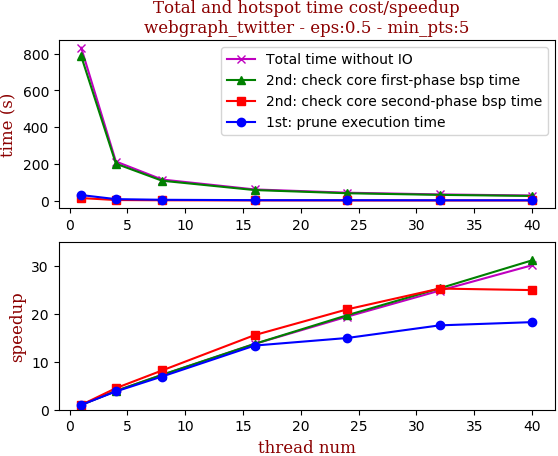 Total and hotspot time cost/speedup
webgraph_twitter - eps:0.5 - min_pts:5
time (s)
800
600
400
200
0
Total time without IO
2nd: check core first-phase bsp time
2nd: check core second-phase bsp time
1st: prune execution time
0 5 10 15 20 25 30 35 40
speedup
30
20
10
0
0 5 10 15 20 25 30 35 40
thread num